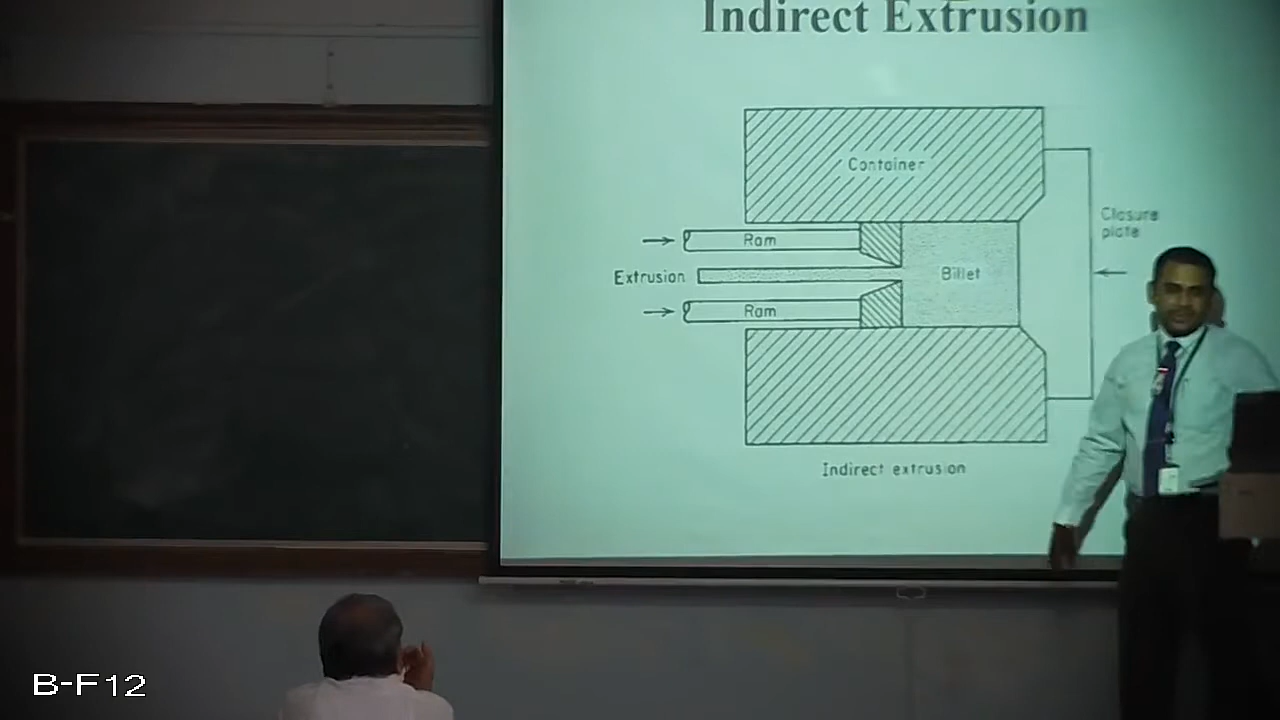 Indirect Extrusion
Container
Closure
plate
Ram
Extrusion
Billet
Ram
Indirect extrusion
B-F12